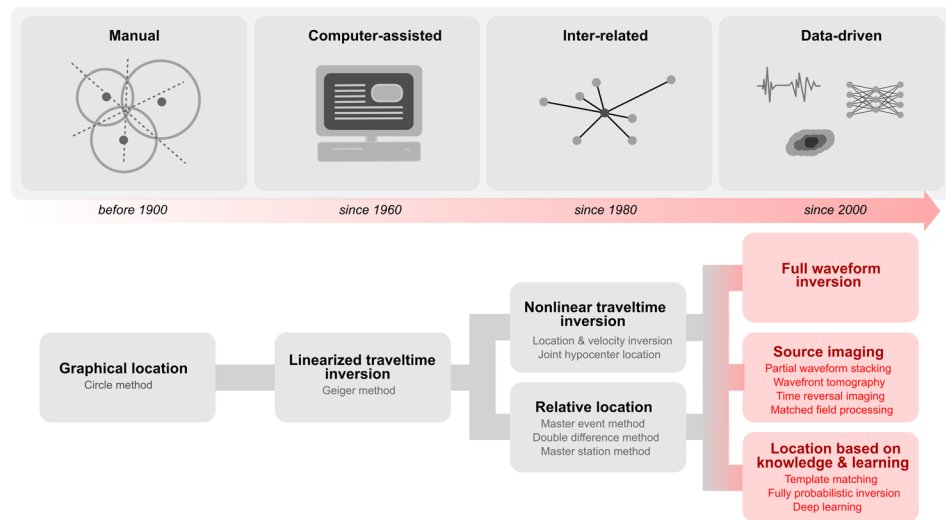 Manual
Computer-assisted
Inter-related
Data-driven
before 1900
since 1960
since 1980
since 2000
Graphical location
Circle method
Linearized traveltime
inversion
Geiger method
Nonlinear traveltime
inversion
Location & velocity inversion
Joint hypocenter location
Relative location
Master event method
Double difference method
Master station method
Full waveform
inversion
Source imaging
Partial waveform stacking
Wavefront tomography
Time reversal imaging
Matched field processing
Location based on
knowledge & learning
Template matching
Fully probabilistic inversion
Deep learning